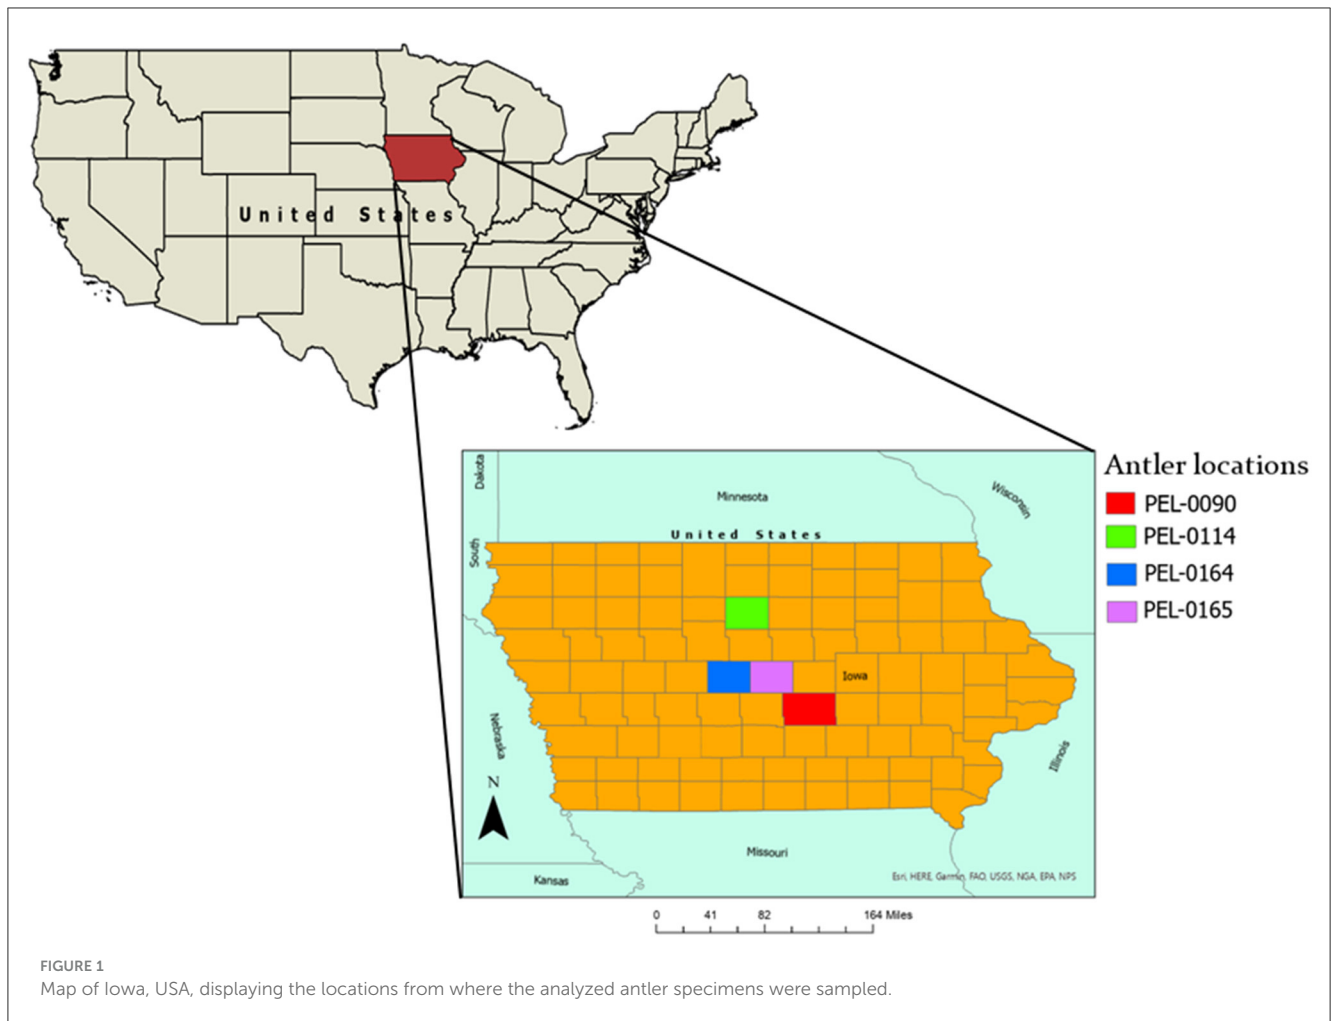 United States
Antler locations
PEL-0090
PEL-0114
PEL-0164
PEL-0165
South Dakota
Minnesota
Wisconsin
United States
Iowa
Nebraska
Illinois
N
Missouri
Kansas
Esri, HERE, Garmin, FAO, USGS, NGA, EPA, NPS
0 41 82 164 Miles
FIGURE 1
Map of Iowa, USA, displaying the locations from where the analyzed antler specimens were sampled.